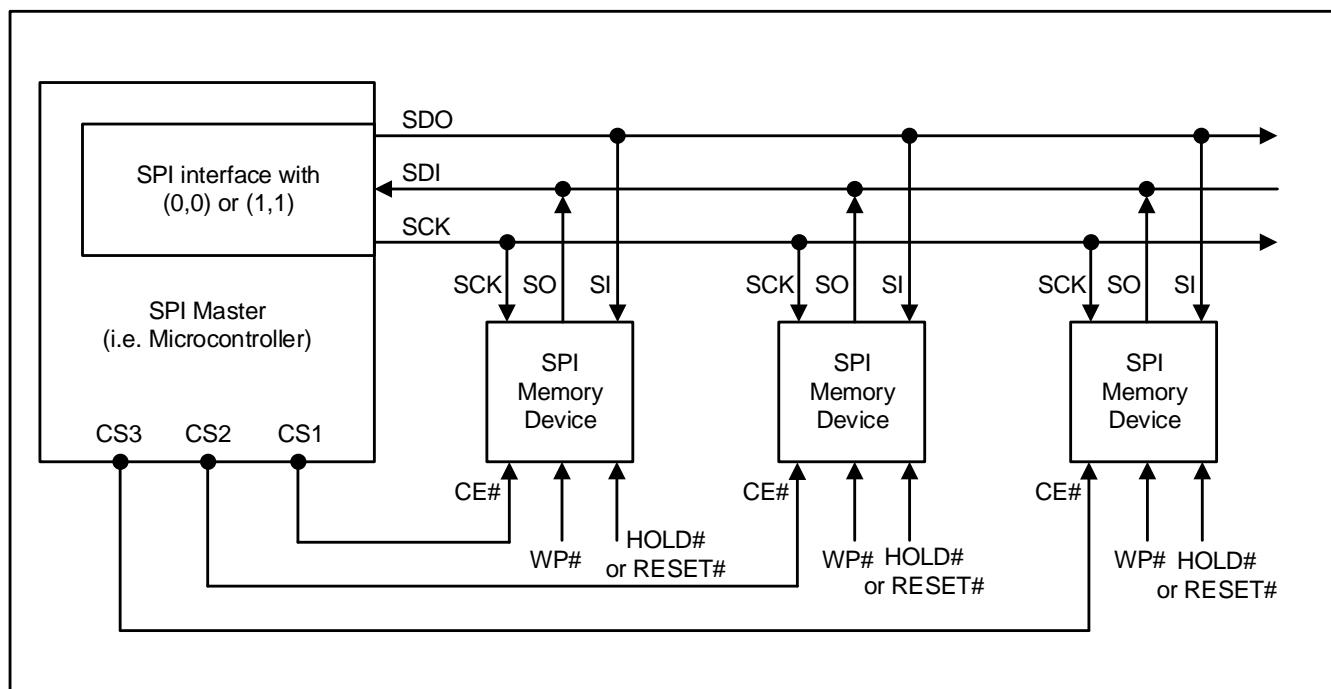 SDO
SPI interface with
(0,0) or (1,1)
SDI
SCK
SPI Master
(i.e. Microcontroller)
SCK SO SI
SCK SO SI
SCK SO SI
SPI
Memory
Device
SPI
Memory
Device
SPI
Memory
Device
CS3 CS2 CS1
CE#
WP#
HOLD#
or RESET#
CE#
WP#
HOLD#
or RESET#
CE#
WP#
HOLD#
or RESET#